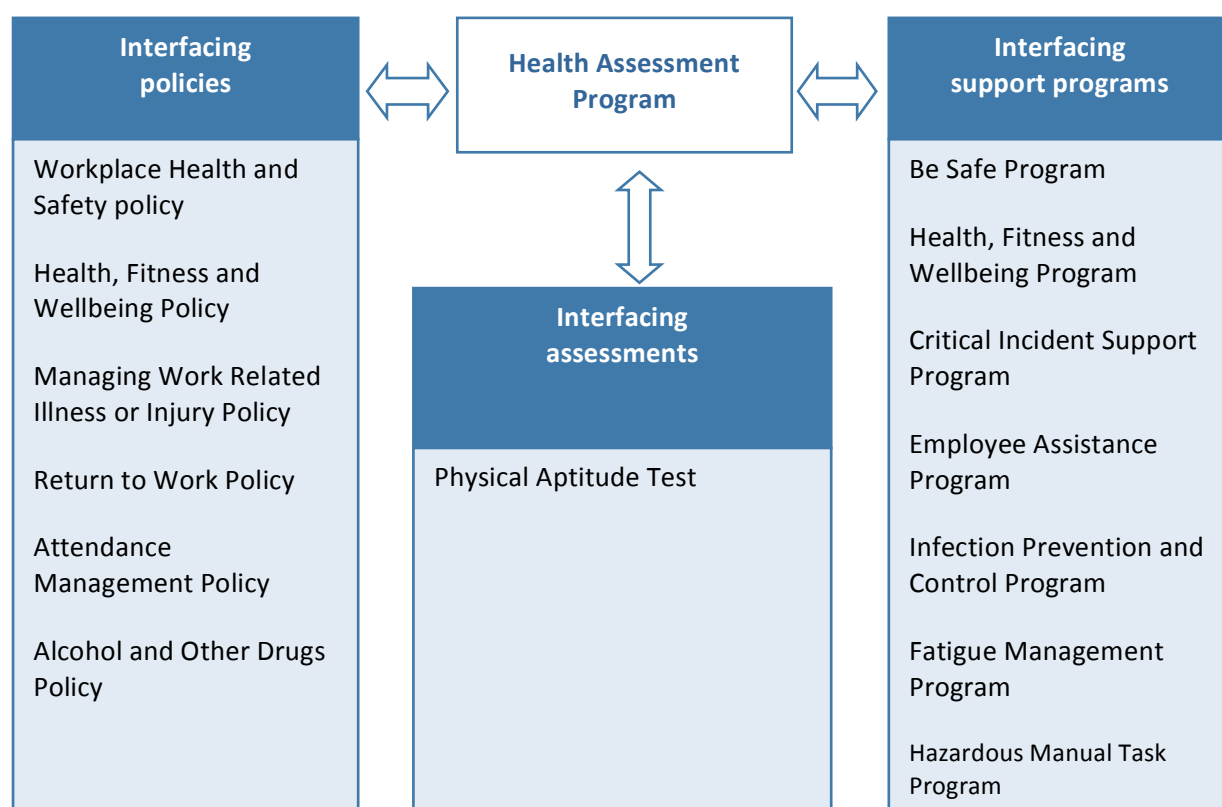 Interfacing
policies
Workplace Health and
Safety policy
Health, Fitness and
Wellbeing Policy
Managing Work Related
Illness or Injury Policy
Return to Work Policy
Attendance
Management Policy
Alcohol and Other Drugs
Policy
Health Assessment
Program
Interfacing
assessments
Physical Aptitude Test
Interfacing
support programs
Be Safe Program
Health, Fitness and
Wellbeing Program
Critical Incident Support
Program
Employee Assistance
Program
Infection Prevention and
Control Program
Fatigue Management
Program
Hazardous Manual Task
Program